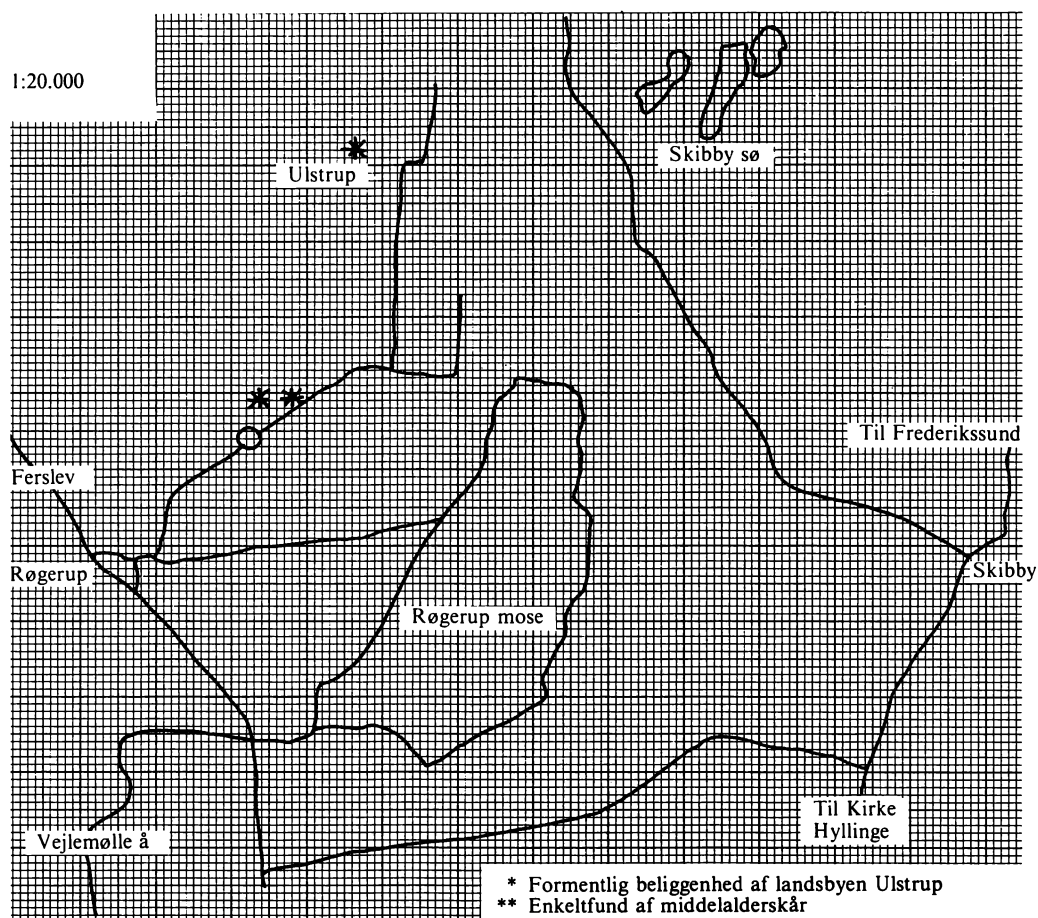 1:20.000
Skibby sø
Ulstrup
Til Frederikssund
Ferslev
Røgerup
Skibby
Røgerup mose
Til Kirke
Hyllinge
Vejlemølle å
* Formentlig beliggenhed af landsbyen Ulstrup
** Enkeltfund af middelalderskår